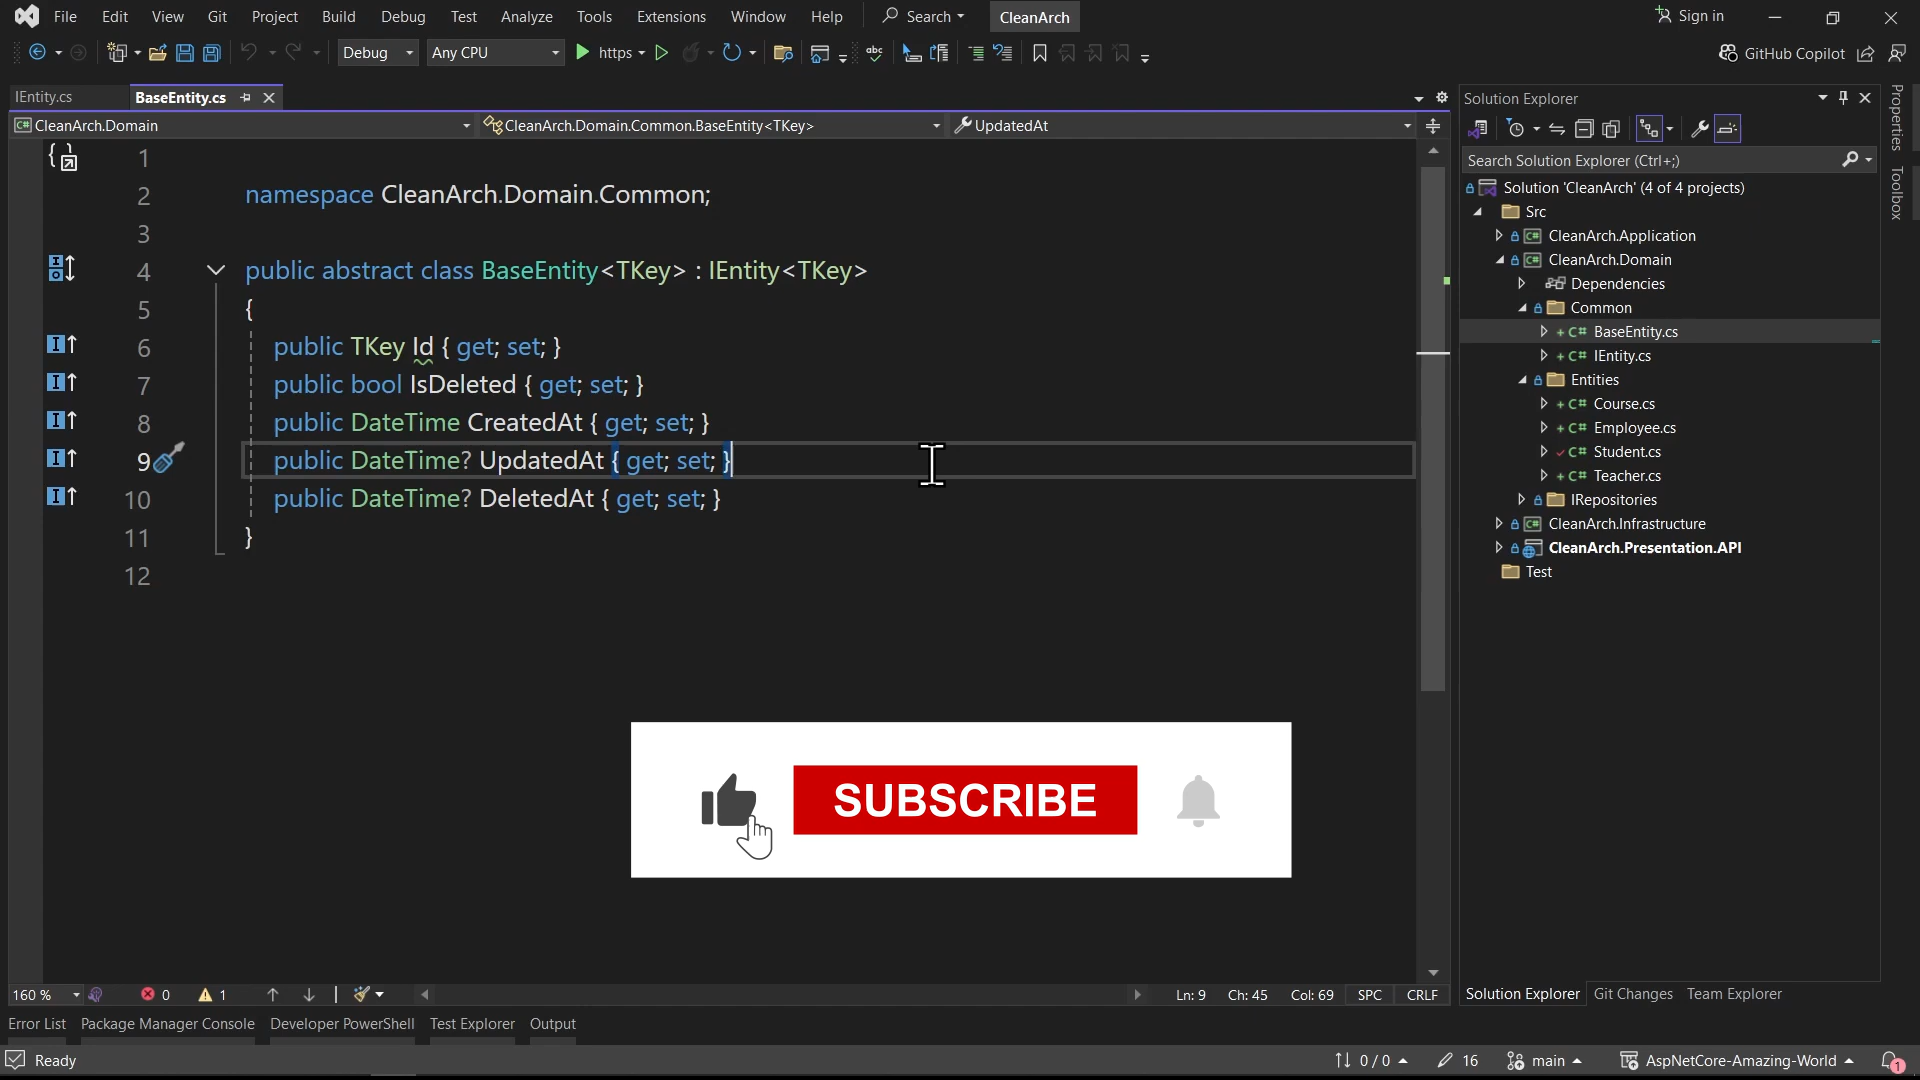 File Edit View Git Project Build Debug Test Analyze Tools Extensions Window Help Search CleanArch Sign in
Debug Any CPU https GitHub Copilot
IEntity.cs BaseEntity.cs
CleanArch.Domain CleanArch.Domain.Common.BaseEntity<TKey> UpdatedAt
1
2 namespace CleanArch.Domain.Common;
3
4 public abstract class BaseEntity<TKey> : IEntity<TKey>
5 {
6 public TKey Id { get; set; }
7 public bool IsDeleted { get; set; }
8 public DateTime CreatedAt { get; set; }
9 public DateTime? UpdatedAt { get; set; }
10 public DateTime? DeletedAt { get; set; }
11 }
12
SUBSCRIBE
160 % 0 1 Ln: 9 Ch: 45 Col: 69 SPC CRLF
Solution Explorer
Search Solution Explorer (Ctrl+;)
Solution 'CleanArch' (4 of 4 projects)
Src
CleanArch.Application
CleanArch.Domain
Dependencies
Common
BaseEntity.cs
IEntity.cs
Entities
Course.cs
Employee.cs
Student.cs
Teacher.cs
IRepositories
CleanArch.Infrastructure
CleanArch.Presentation.API
Test
Solution Explorer Git Changes Team Explorer
Properties
Toolbox
Error List Package Manager Console Developer PowerShell Test Explorer Output
Ready 0 / 0 16 main AspNetCore-Amazing-World 1